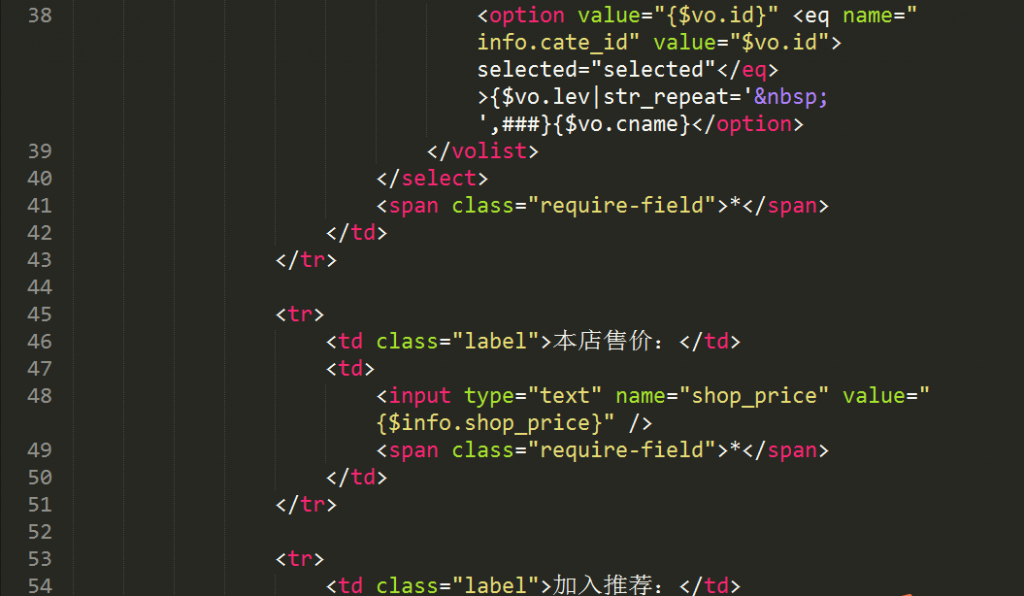 38 <option value="{$vo.id}" <eq name="
info.cate_id" value="$vo.id">
selected="selected"</eq>
>{$vo.lev|str_repeat='&nbsp;
',###}{$vo.cname}</option>
39 </volist>
40 </select>
41 <span class="require-field">*</span>
42 </td>
43 </tr>
44
45 <tr>
46 <td class="label">本店售价：</td>
47 <td>
48 <input type="text" name="shop_price" value="
{$info.shop_price}" />
49 <span class="require-field">*</span>
50 </td>
51 </tr>
52
53 <tr>
54 <td class="label">加入推荐：</td>